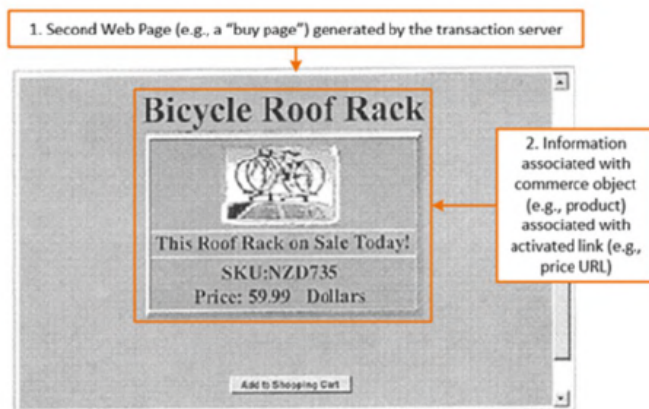 1. Second Web Page (e.g., a “buy page”) generated by the transaction server
Bicycle Roof Rack
This Roof Rack on Sale Today!
SKU:NZD735
Price: 59.99 Dollars
Add to Shopping Cart
2. Information
associated with
commerce object
(e.g., product)
associated with
activated link (e.g.,
price URL)